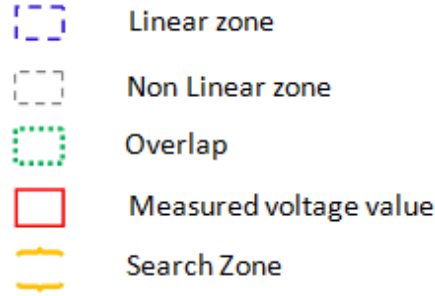 Linear zone
Non Linear zone
Overlap
Measured voltage value
Search Zone